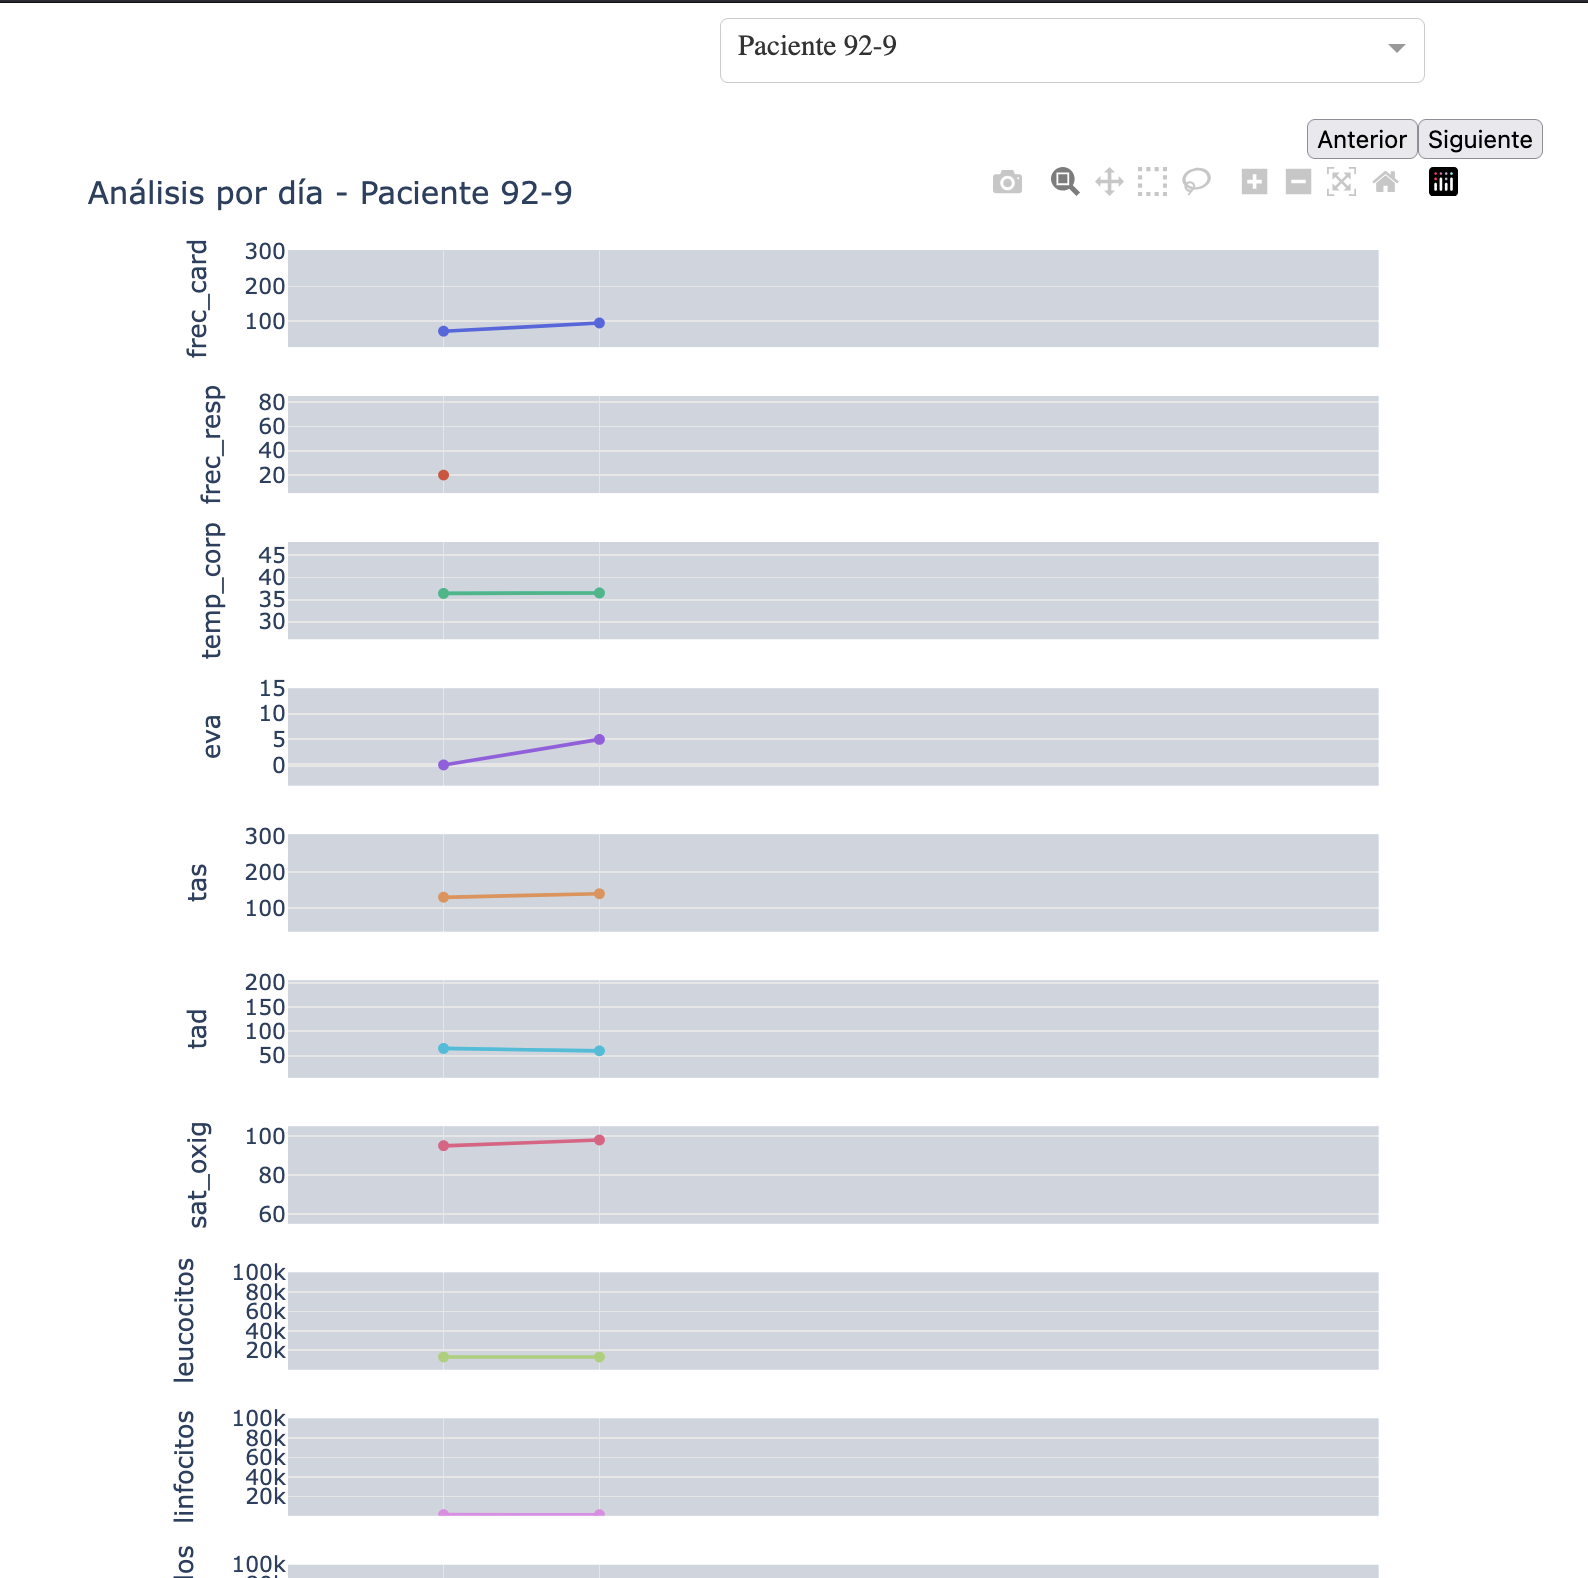 Paciente 92-9
Anterior Siguiente
Análisis por día - Paciente 92-9
frec_card
300
200
100
frec_resp
80
60
40
20
temp_corp
45
40
35
30
eva
15
10
5
0
tas
300
200
100
tad
200
150
100
50
sat_oxig
100
80
60
leucocitos
100k
80k
60k
40k
20k
linfocitos
100k
80k
60k
40k
20k
100k